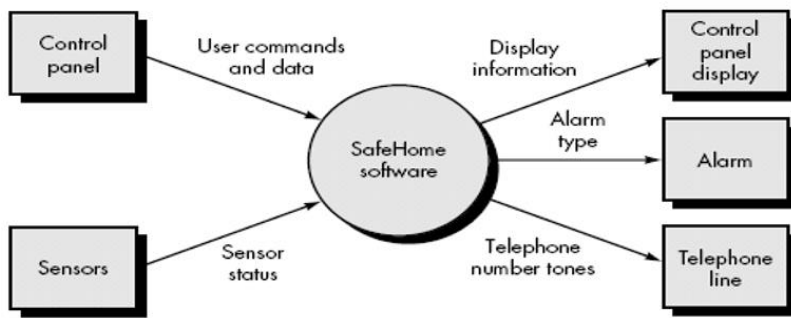 Control
panel
User commands
and data
Display
information
Control
panel
display
SafeHome
software
Alarm
type
Alarm
Sensors
Sensor
status
Telephone
number tones
Telephone
line